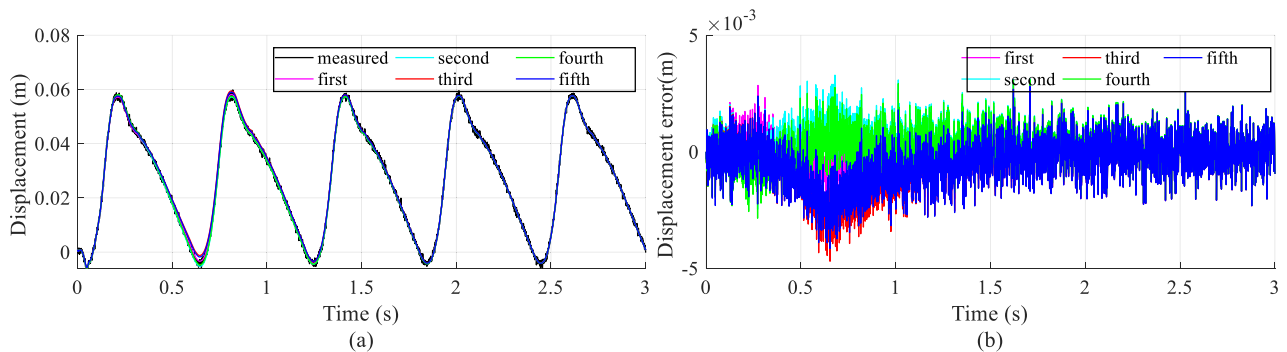 0.08
0.06
0.04
0.02
0
Displacement (m)
measured second fourth
first third fifth
0 0.5 1 1.5 2 2.5 3
Time (s)
(a)
×10⁻³
5
0
-5
Displacement error(m)
first third fifth
second fourth
0 0.5 1 1.5 2 2.5 3
Time (s)
(b)